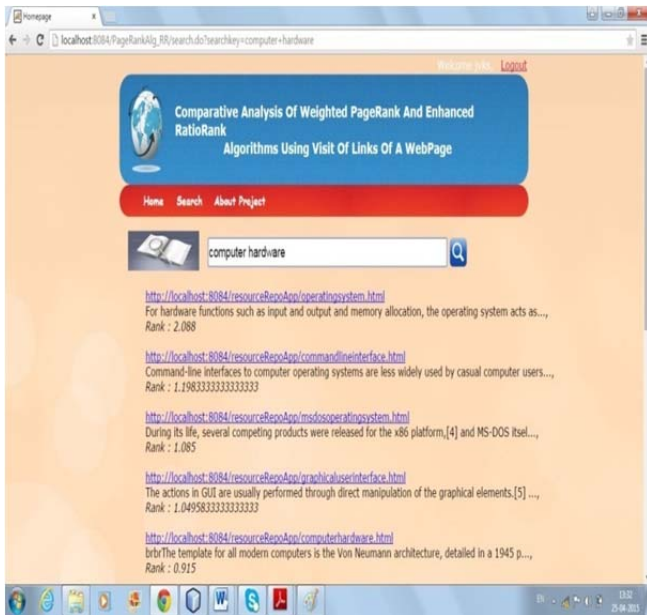 Homepage
localhost:8084/PageRankAlg_RR/search.do?searchkey=computer+hardware
Welcome Logout
Comparative Analysis Of Weighted PageRank And Enhanced
RatioRank
Algorithms Using Visit Of Links Of A WebPage
Home Search About Project
computer hardware
http://localhost:8084/resourceRepoApp/operatingsystem.html
For hardware functions such as input and output and memory allocation, the operating system acts as...,
Rank : 2.088
http://localhost:8084/resourceRepoApp/commandlineinterface.html
Command-line interfaces to computer operating systems are less widely used by casual computer users...,
Rank : 1.1983333333333333
http://localhost:8084/resourceRepoApp/msdosoperatingsystem.html
During its life, several competing products were released for the x86 platform,[4] and MS-DOS itsel...,
Rank : 1.085
http://localhost:8084/resourceRepoApp/graphicaluserinterface.html
The actions in GUI are usually performed through direct manipulation of the graphical elements.[5] ...,
Rank : 1.0495833333333333
http://localhost:8084/resourceRepoApp/computerhardware.html
brbrThe template for all modern computers is the Von Neumann architecture, detailed in a 1945 p...,
Rank : 0.915
EN
13:32
25-04-2015